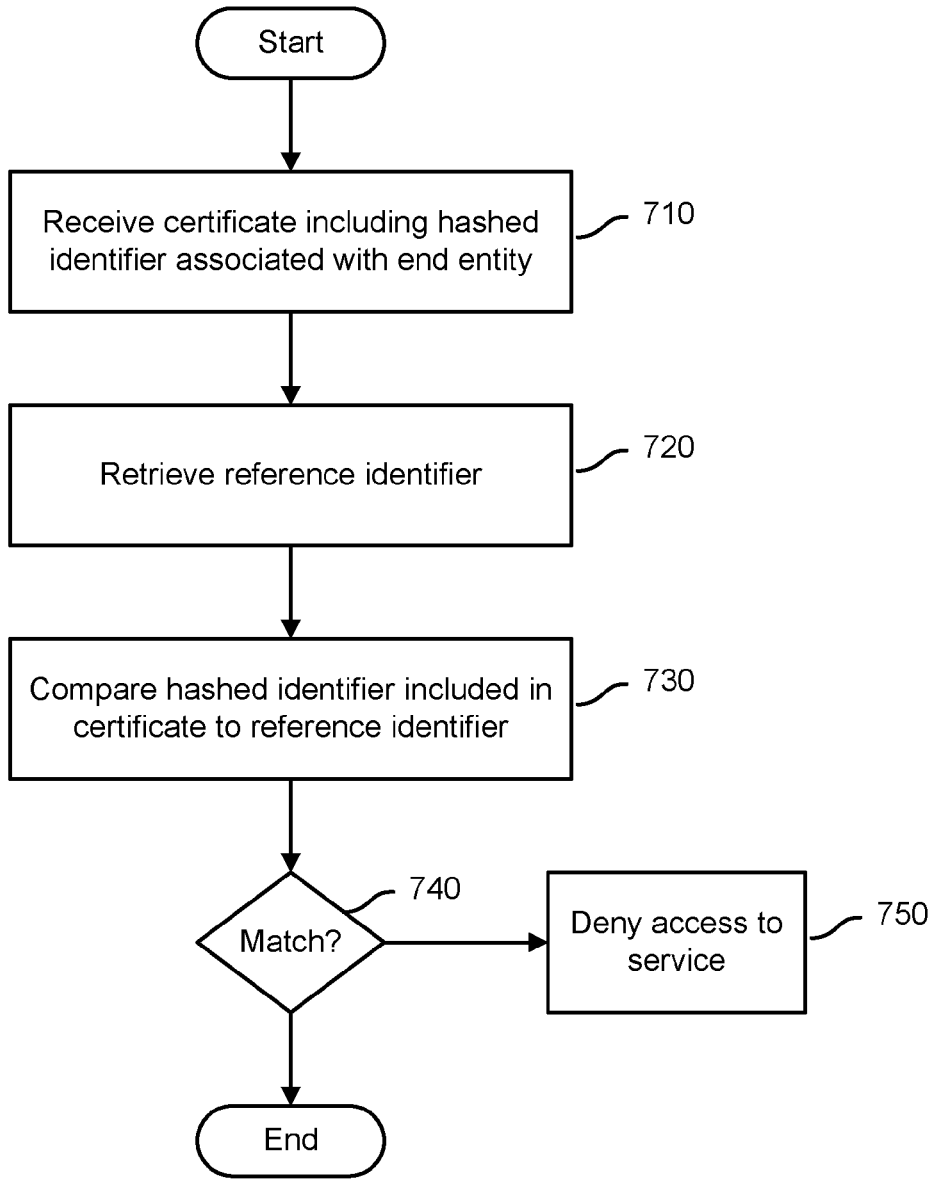 Start
Receive certificate including hashed
identifier associated with end entity
710
Retrieve reference identifier
720
Compare hashed identifier included in
certificate to reference identifier
730
Match?
740
Deny access to
service
750
End